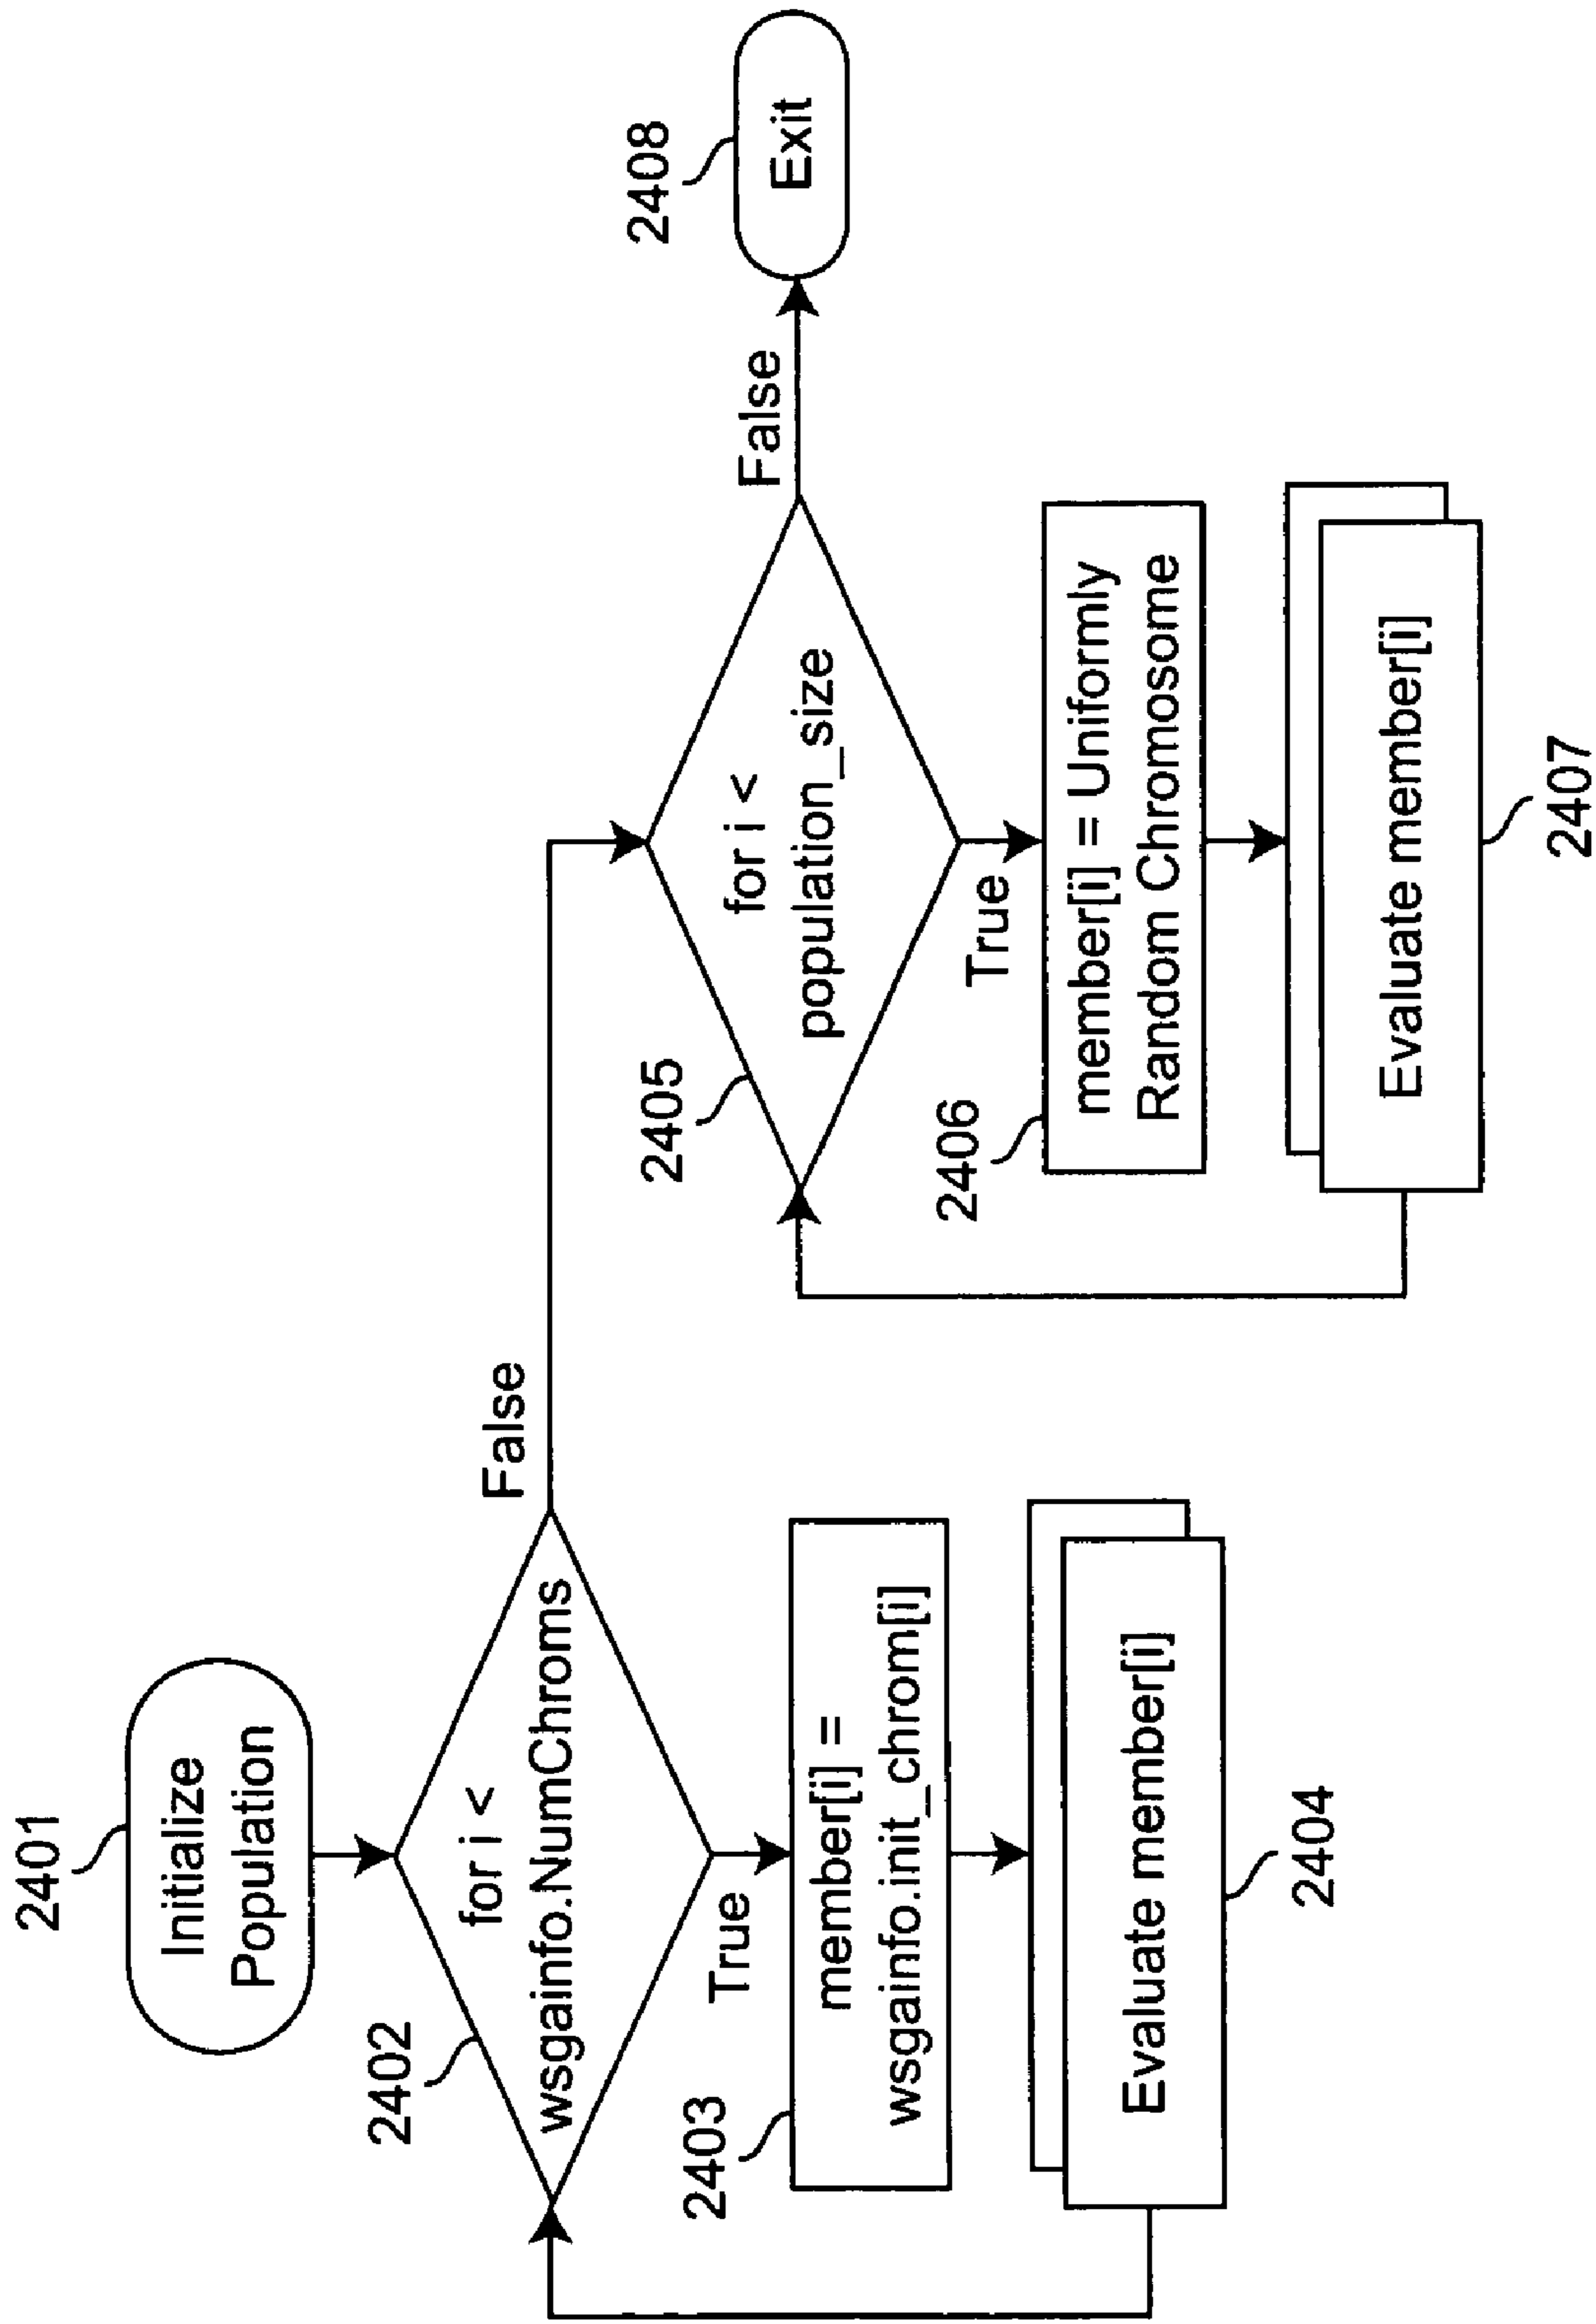 2401
Initialize
Population
2402
for i <
wsgainfo.NumChroms
False
True
2403
member[i] =
wsgainfo.init_chrom[i]
Evaluate member[i]
2404
2405
for i <
population_size
False
2408
Exit
True
2406
member[i] = Uniformly
Random Chromosome
Evaluate member[i]
2407